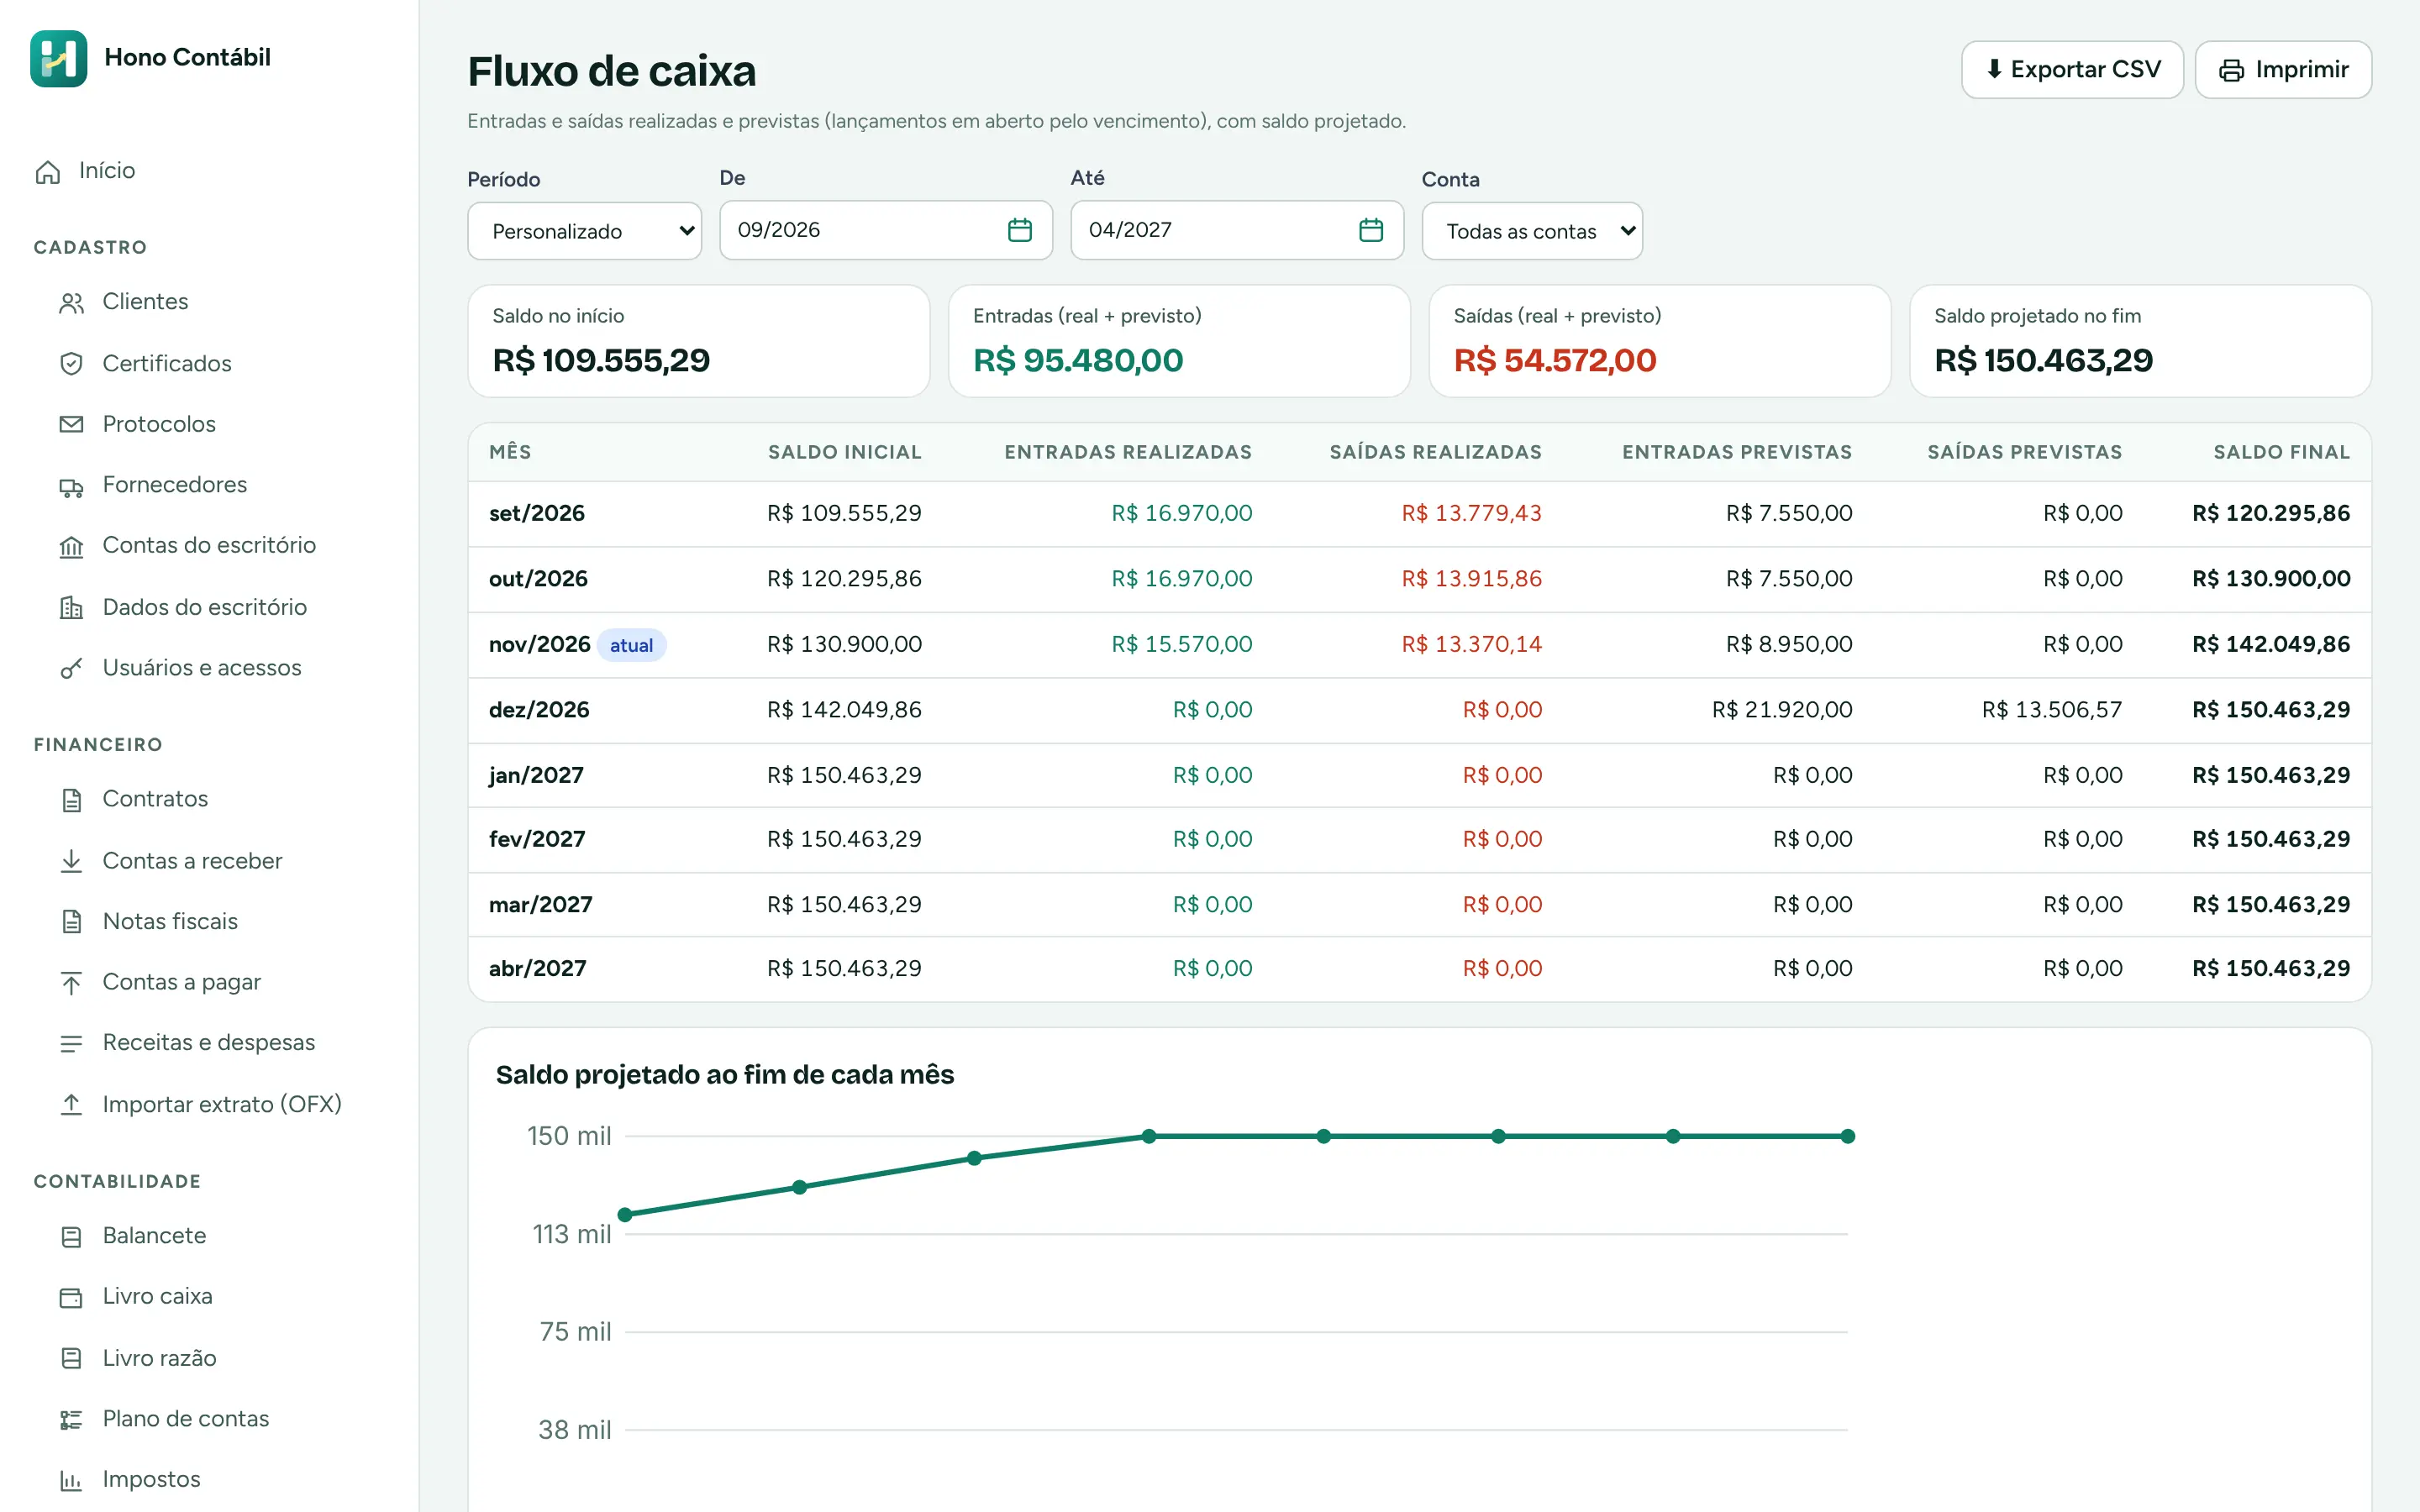 Hono Contábil
Início
CADASTRO
Clientes
Certificados
Protocolos
Fornecedores
Contas do escritório
Dados do escritório
Usuários e acessos
FINANCEIRO
Contratos
Contas a receber
Notas fiscais
Contas a pagar
Receitas e despesas
Importar extrato (OFX)
CONTABILIDADE
Balancete
Livro caixa
Livro razão
Plano de contas
Impostos
Fluxo de caixa
Exportar CSV Imprimir
Entradas e saídas realizadas e previstas (lançamentos em aberto pelo vencimento), com saldo projetado.
Período De Até Conta
Personalizado 09/2026 04/2027 Todas as contas
Saldo no início Entradas (real + previsto) Saídas (real + previsto) Saldo projetado no fim
R$ 109.555,29 R$ 95.480,00 R$ 54.572,00 R$ 150.463,29
MÊS SALDO INICIAL ENTRADAS REALIZADAS SAÍDAS REALIZADAS ENTRADAS PREVISTAS SAÍDAS PREVISTAS SALDO FINAL
set/2026 R$ 109.555,29 R$ 16.970,00 R$ 13.779,43 R$ 7.550,00 R$ 0,00 R$ 120.295,86
out/2026 R$ 120.295,86 R$ 16.970,00 R$ 13.915,86 R$ 7.550,00 R$ 0,00 R$ 130.900,00
nov/2026 atual R$ 130.900,00 R$ 15.570,00 R$ 13.370,14 R$ 8.950,00 R$ 0,00 R$ 142.049,86
dez/2026 R$ 142.049,86 R$ 0,00 R$ 0,00 R$ 21.920,00 R$ 13.506,57 R$ 150.463,29
jan/2027 R$ 150.463,29 R$ 0,00 R$ 0,00 R$ 0,00 R$ 0,00 R$ 150.463,29
fev/2027 R$ 150.463,29 R$ 0,00 R$ 0,00 R$ 0,00 R$ 0,00 R$ 150.463,29
mar/2027 R$ 150.463,29 R$ 0,00 R$ 0,00 R$ 0,00 R$ 0,00 R$ 150.463,29
abr/2027 R$ 150.463,29 R$ 0,00 R$ 0,00 R$ 0,00 R$ 0,00 R$ 150.463,29
Saldo projetado ao fim de cada mês
150 mil
113 mil
75 mil
38 mil